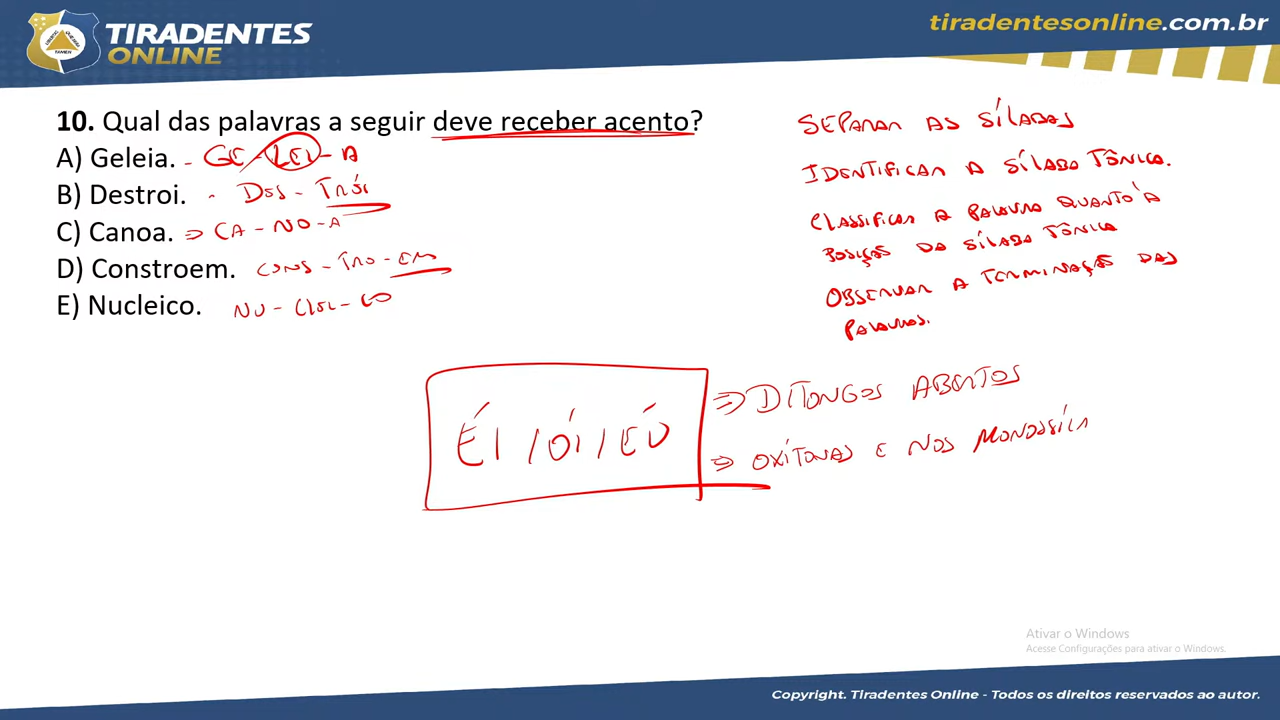 TIRADENTES
ONLINE
tiradentesonline.com.br
10. Qual das palavras a seguir deve receber acento?
A) Geleia. - GE - LEI - A
B) Destroi. - DES - TRÓI
C) Canoa. ⇒ CA - NO - A
D) Constroem. CONS - TRO - EM
E) Nucleico. NU - CLEI - CO
SEPARAR AS SÍLABAS
IDENTIFICAR A SÍLABA TÔNICA.
CLASSIFICAR A PALAVRA QUANTO À
POSIÇÃO DA SÍLABA TÔNICA
OBSERVAR A TERMINAÇÃO DAS
PALAVRAS.
ÉI / ÓI / ÉU
⇒ DITONGOS ABERTOS
⇒ OXÍTONAS E NOS MONOSSÍLA
Ativar o Windows
Acesse Configurações para ativar o Windows.
Copyright. Tiradentes Online - Todos os direitos reservados ao autor.